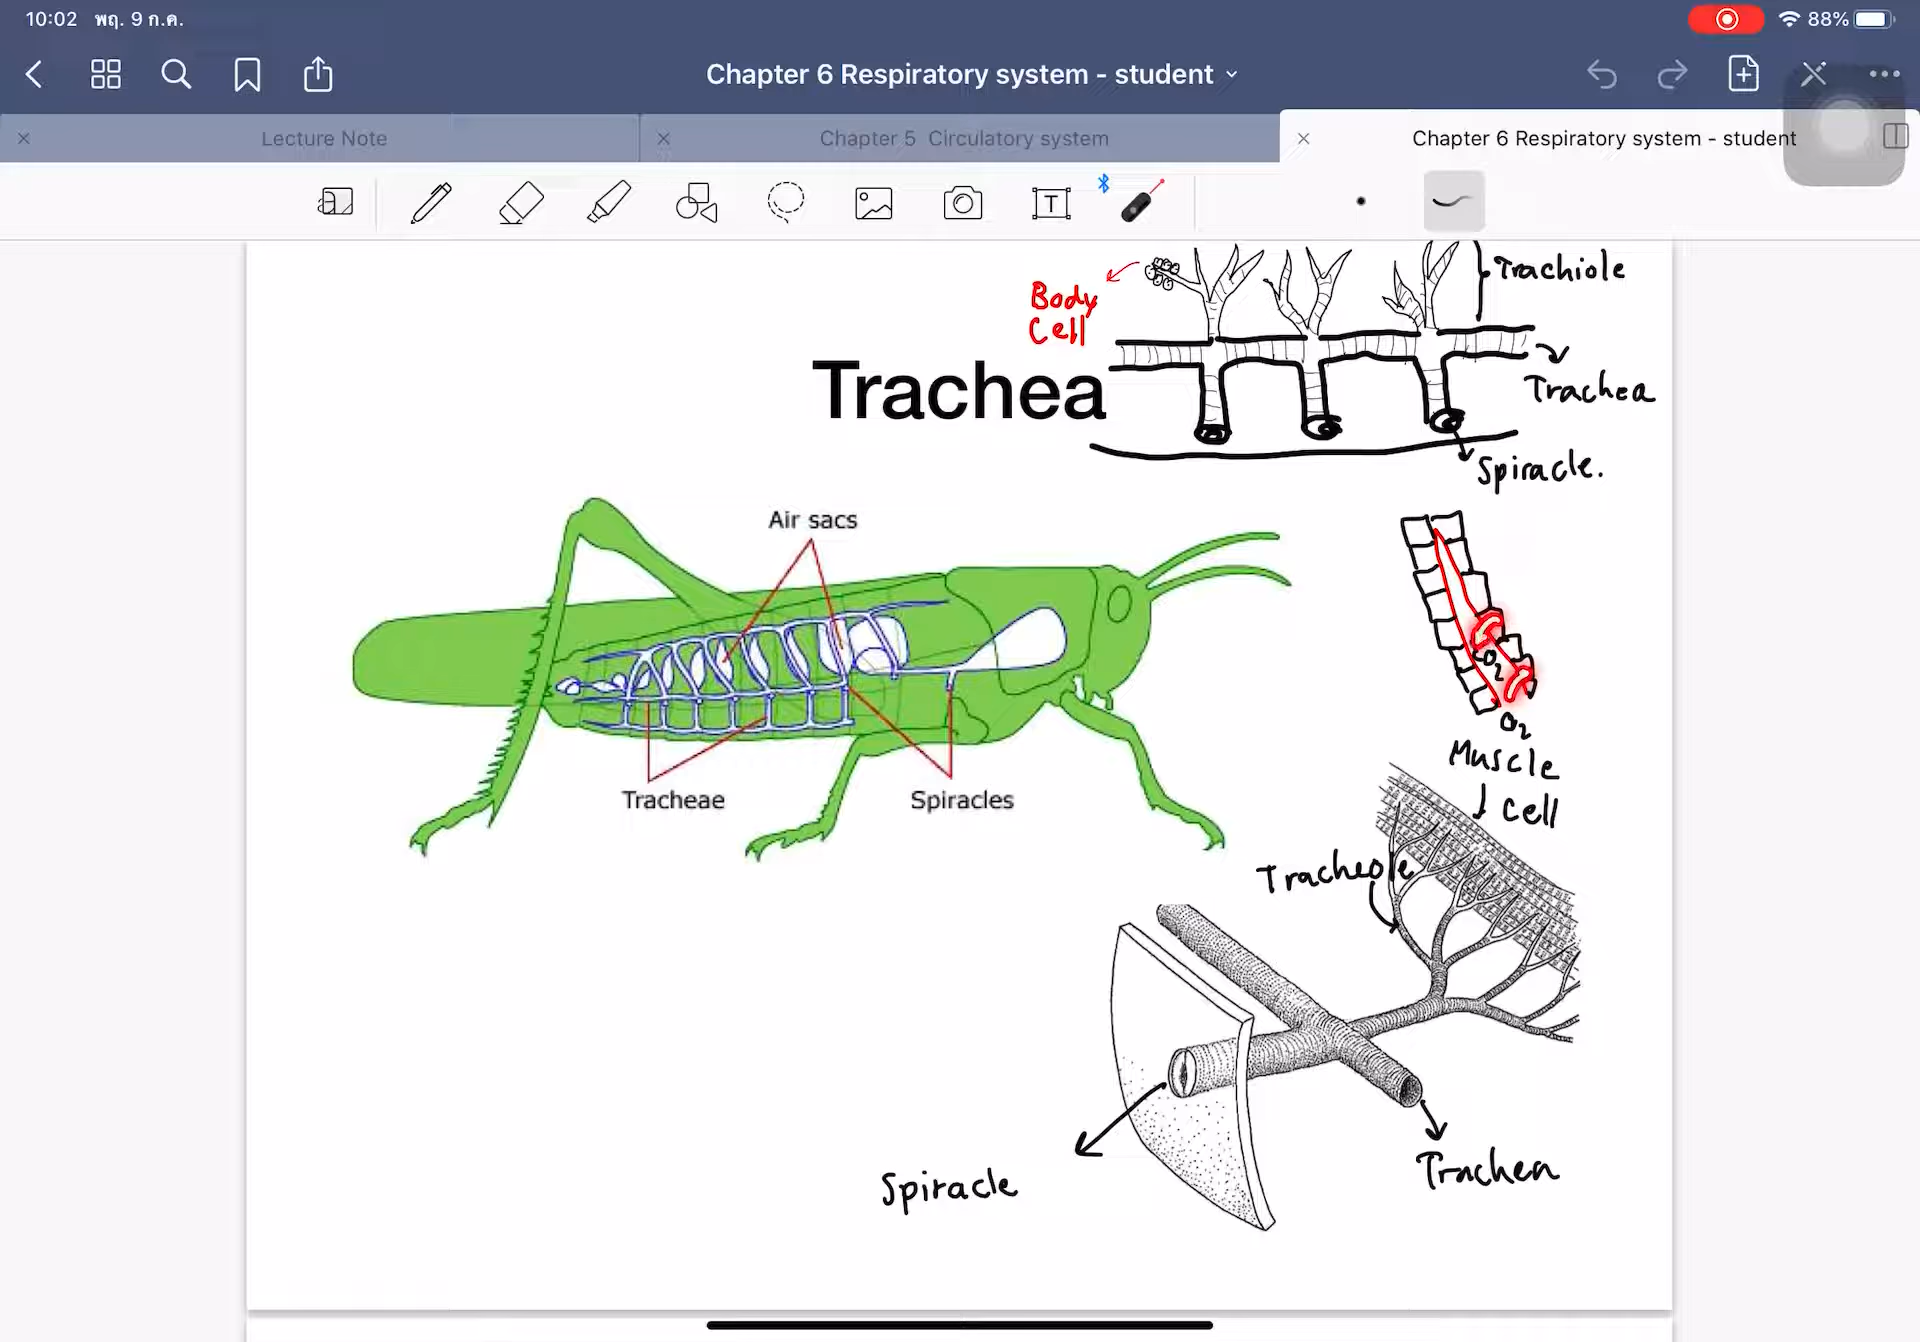 10:02 พฤ. 9 ก.ค.
88%
Chapter 6 Respiratory system - student
Lecture Note
Chapter 5 Circulatory system
Chapter 6 Respiratory system - student
T
Trachiole
Body
Cell
Trachea
Trachea
Spiracle.
Air sacs
Tracheae
Spiracles
CO2
O2
Muscle
Cell
Tracheole
Spiracle
Trachea